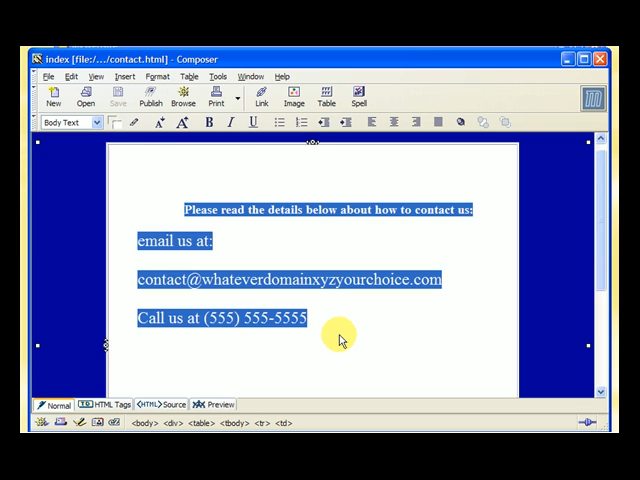 index [file:/.../contact.html] - Composer
File Edit View Insert Format Table Tools Window Help
New Open Save Publish Browse Print Link Image Table Spell
Body Text B I U
Please read the details below about how to contact us:
email us at:
contact@whateverdomainxyzyourchoice.com
Call us at (555) 555-5555
Normal TD HTML Tags <HTML> Source Preview
<body> <div> <table> <tbody> <tr> <td>